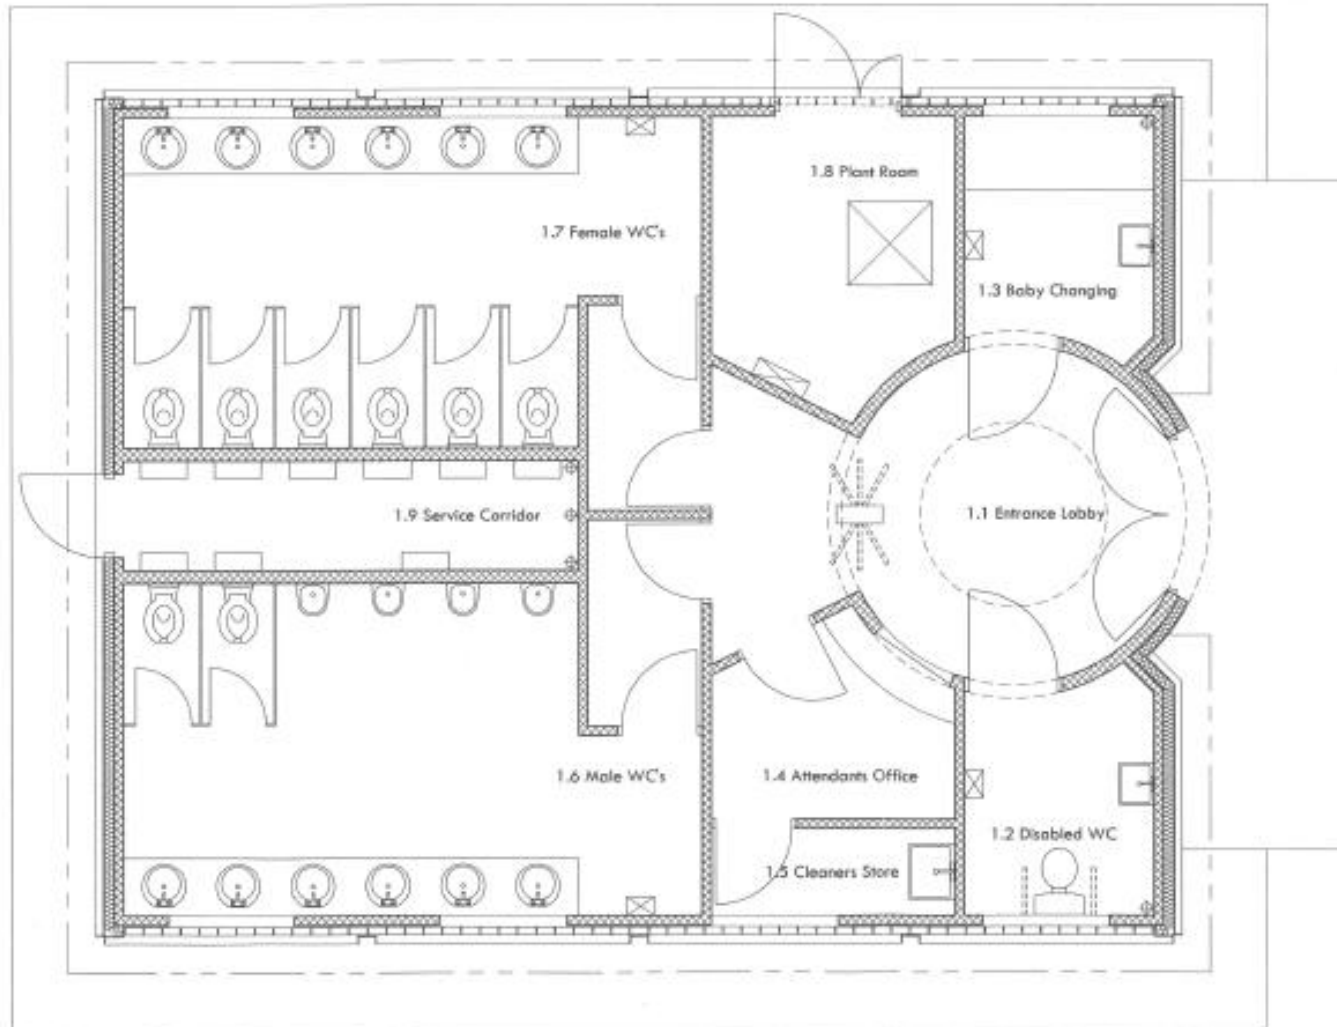 1.8 Plant Room
1.7 Female WC's
1.3 Baby Changing
1.9 Service Corridor
1.1 Entrance Lobby
1.6 Male WC's
1.4 Attendants Office
1.2 Disabled WC
1.5 Cleaners Store